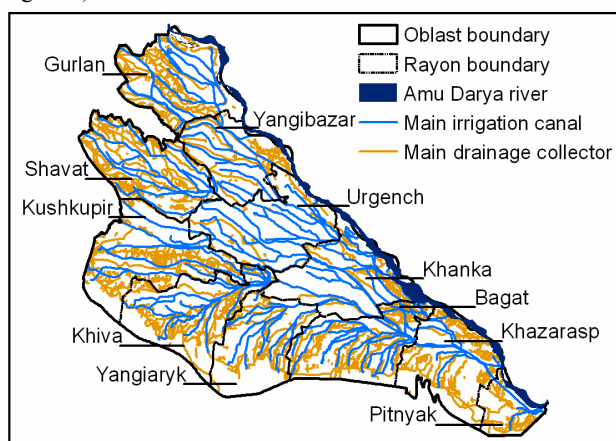 Oblast boundary
Rayon boundary
Amu Darya river
Main irrigation canal
Main drainage collector
Gurlan
Yangibazar
Shavat
Urgench
Kushkupir
Khanka
Bagat
Khazarasp
Khiva
Yangiaryk
Pitnyak